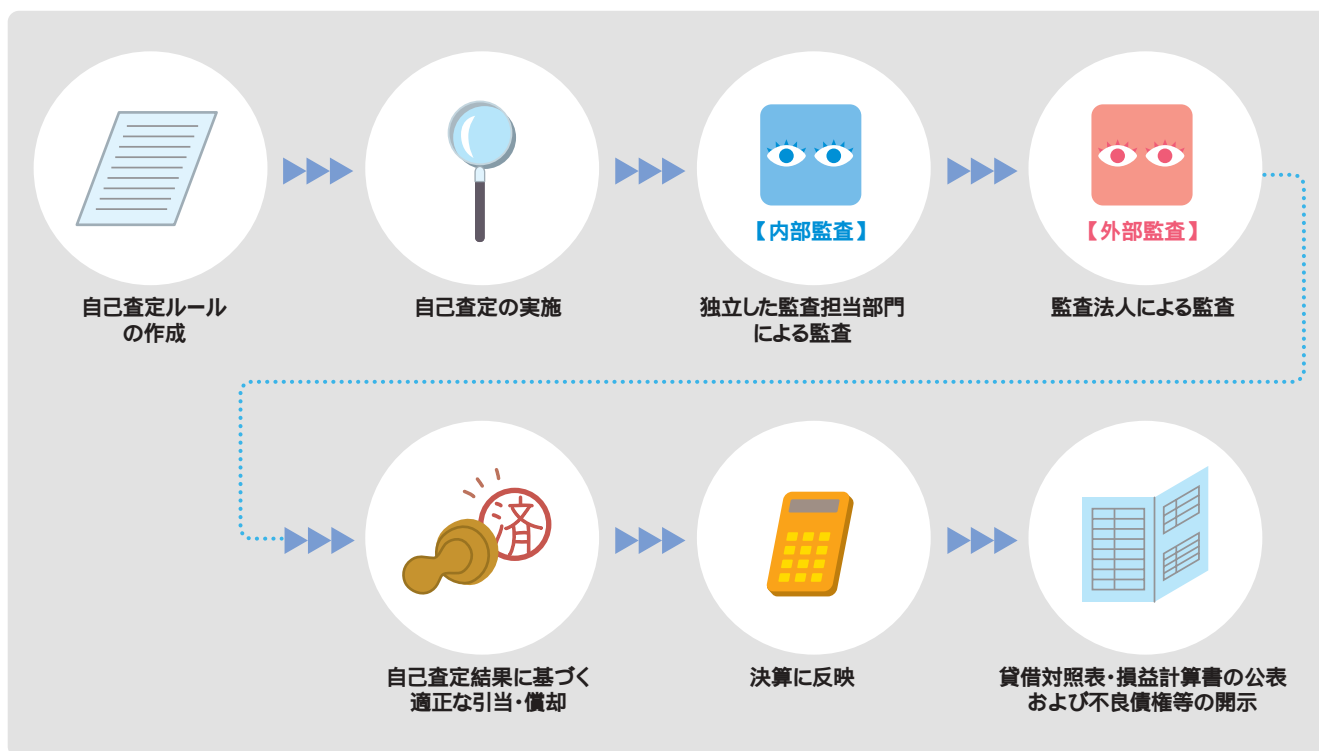 【内部監査】
【外部監査】
自己査定ルール
の作成
自己査定の実施
独立した監査担当部門
による監査
監査法人による監査
済
自己査定結果に基づく
適正な引当・償却
決算に反映
貸借対照表・損益計算書の公表
および不良債権等の開示